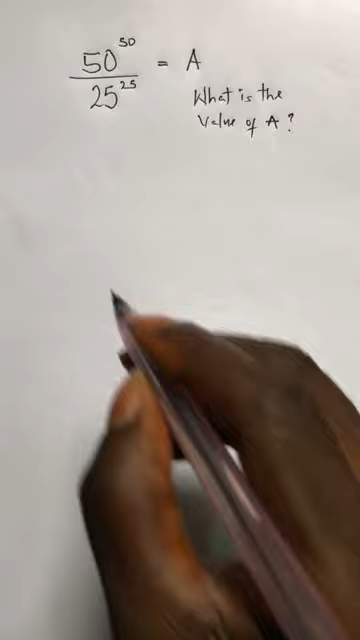 50^50 / 25^25 = A
What is the
Value of A ?